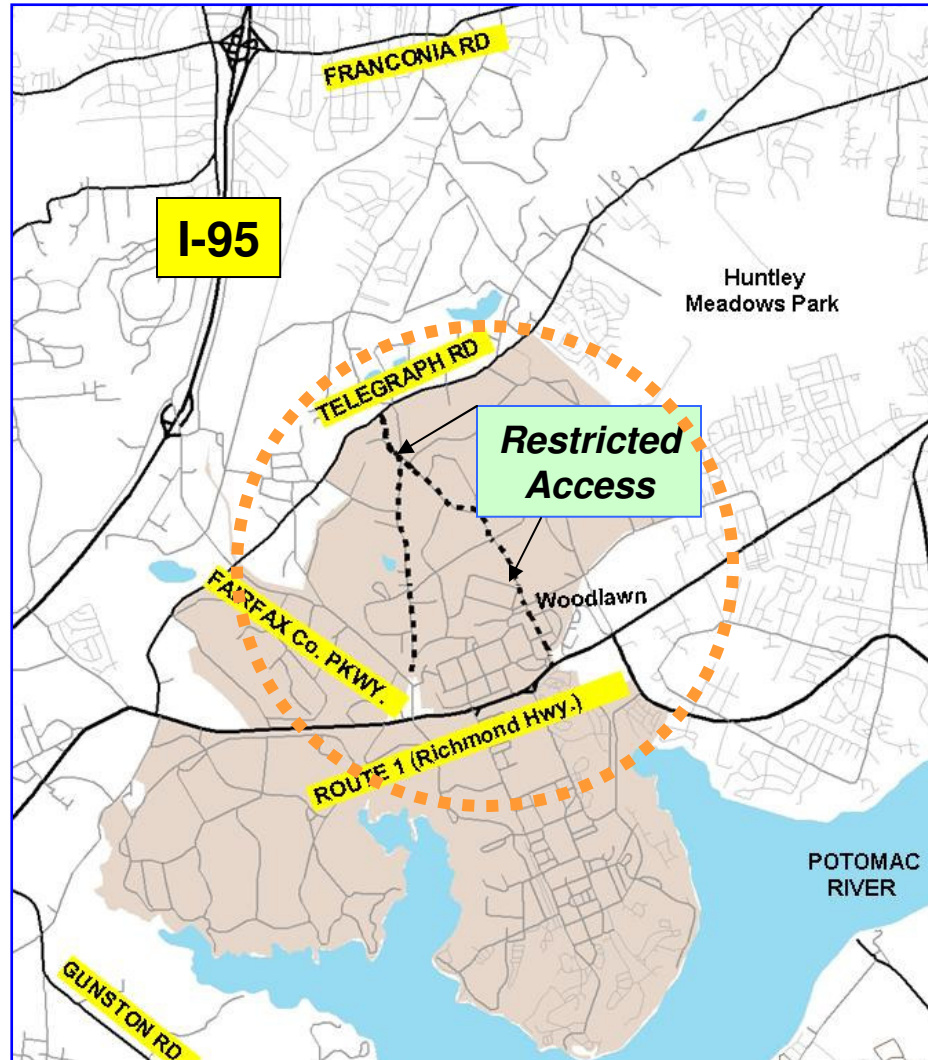 FRANCONIA RD
I-95
Huntley
Meadows Park
TELEGRAPH RD
Restricted
Access
FAIRFAX Co. PKWY.
Woodlawn
ROUTE 1 (Richmond Hwy.)
POTOMAC
RIVER
GUNSTON RD